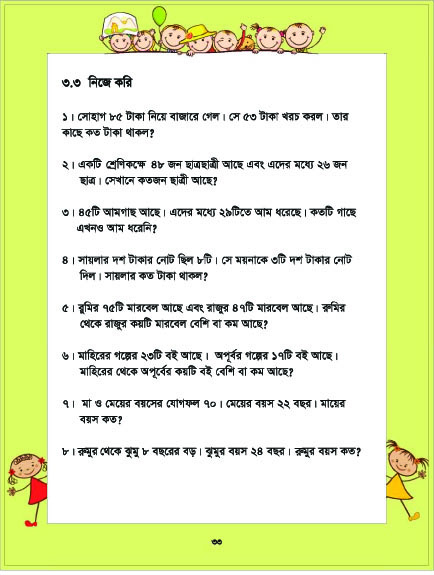 ৩.৩ নিজে করি
১। সোহাগ ৮৫ টাকা নিয়ে বাজারে গেল। সে ৫৩ টাকা খরচ করল। তার
কাছে কত টাকা থাকল?
২। একটি শ্রেণিকক্ষে ৪৮ জন ছাত্রছাত্রী আছে এবং এদের মধ্যে ২৬ জন
ছাত্র। সেখানে কতজন ছাত্রী আছে?
৩। ৪৫টি আমগাছ আছে। এদের মধ্যে ২৯টিতে আম ধরেছে। কতটি গাছে
এখনও আম ধরেনি?
৪। সায়লার দশ টাকার নোট ছিল ৮টি। সে ময়নাকে ৩টি দশ টাকার নোট
দিল। সায়লার কত টাকা থাকল?
৫। রুমির ৭৫টি মারবেল আছে এবং রাজুর ৪৭টি মারবেল আছে। রুমির
থেকে রাজুর কয়টি মারবেল বেশি বা কম আছে?
৬। মাহিরের গল্পের ২৩টি বই আছে। অপূর্বর গল্পের ১৭টি বই আছে।
মাহিরের থেকে অপূর্বের কয়টি বই বেশি বা কম আছে?
৭। মা ও মেয়ের বয়সের যোগফল ৭০। মেয়ের বয়স ২২ বছর। মায়ের
বয়স কত?
৮। রুমুর থেকে ঝুমু ৮ বছরের বড়। ঝুমুর বয়স ২৪ বছর। রুমুর বয়স কত?
৩৩